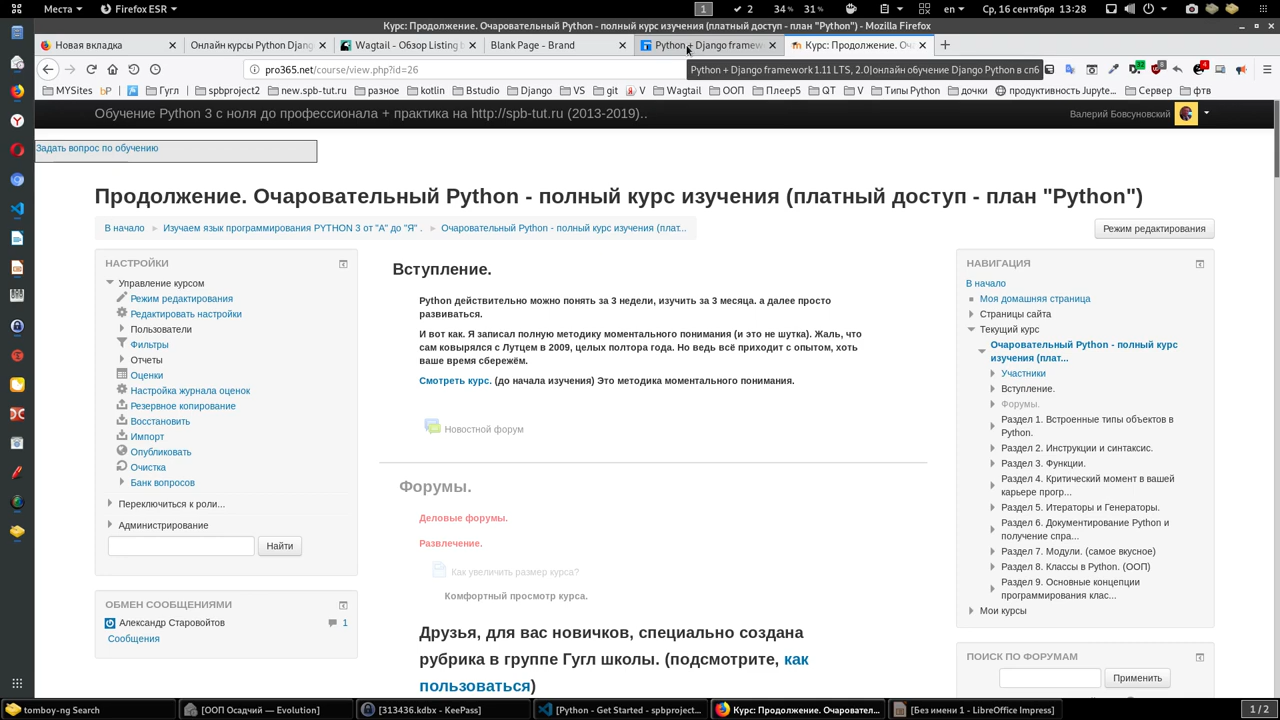 Места
Firefox ESR
1
2
34 %
31 %
en
Ср, 16 сентября
13:28
Курс: Продолжение. Очаровательный Python - полный курс изучения (платный доступ - план "Python") - Mozilla Firefox
Новая вкладка
Онлайн курсы Python Djang
Wagtail - Обзор Listing
Blank Page - Brand
Python + Django framew
Курс: Продолжение. Оча
pro365.net/course/view.php?id=26
Python + Django framework 1.11 LTS, 2.0|онлайн обучение Django Python в спб
MYSites
bP
Гугл
spbproject2
new.spb-tut.ru
разное
kotlin
Bstudio
Django
VS
git
V
Wagtail
ООП
Плеер5
QT
V
Типы Python
дочки
продуктивность Jupyte...
Сервер
фтв
Обучение Python 3 с ноля до профессионала + практика на http://spb-tut.ru (2013-2019)..
Валерий Бовсуновский
Задать вопрос по обучению
Продолжение. Очаровательный Python - полный курс изучения (платный доступ - план "Python")
В начало ► Изучаем язык программирования PYTHON 3 от "А" до "Я" . ► Очаровательный Python - полный курс изучения (плат...
Режим редактирования
НАСТРОЙКИ
Управление курсом
Режим редактирования
Редактировать настройки
Пользователи
Фильтры
Отчеты
Оценки
Настройка журнала оценок
Резервное копирование
Восстановить
Импорт
Опубликовать
Очистка
Банк вопросов
Переключиться к роли...
Администрирование
Найти
ОБМЕН СООБЩЕНИЯМИ
Александр Старовойтов
1
Сообщения
Вступление.
Python действительно можно понять за 3 недели, изучить за 3 месяца. а далее просто
развиваться.
И вот как. Я записал полную методику моментального понимания (и это не шутка). Жаль, что
сам ковырялся с Лутцем в 2009, целых полтора года. Но ведь всё приходит с опытом, хоть
ваше время сбережём.
Смотреть курс. (до начала изучения) Это методика моментального понимания.
Новостной форум
Форумы.
Деловые форумы.
Развлечение.
Как увеличить размер курса?
Комфортный просмотр курса.
Друзья, для вас новичков, специально создана
рубрика в группе Гугл школы. (подсмотрите, как
пользоваться)
НАВИГАЦИЯ
В начало
Моя домашняя страница
Страницы сайта
Текущий курс
Очаровательный Python - полный курс
изучения (плат...
Участники
Вступление.
Форумы.
Раздел 1. Встроенные типы объектов в
Python.
Раздел 2. Инструкции и синтаксис.
Раздел 3. Функции.
Раздел 4. Критический момент в вашей
карьере прогр...
Раздел 5. Итераторы и Генераторы.
Раздел 6. Документирование Python и
получение спра...
Раздел 7. Модули. (самое вкусное)
Раздел 8. Классы в Python. (ООП)
Раздел 9. Основные концепции
программирования клас...
Мои курсы
ПОИСК ПО ФОРУМАМ
Применить
tomboy-ng Search
[ООП Осадчий — Evolution]
[313436.kdbx - KeePass]
[Python - Get Started - spbproject...
Курс: Продолжение. Очаровател...
[Без имени 1 - LibreOffice Impress]
1 / 2